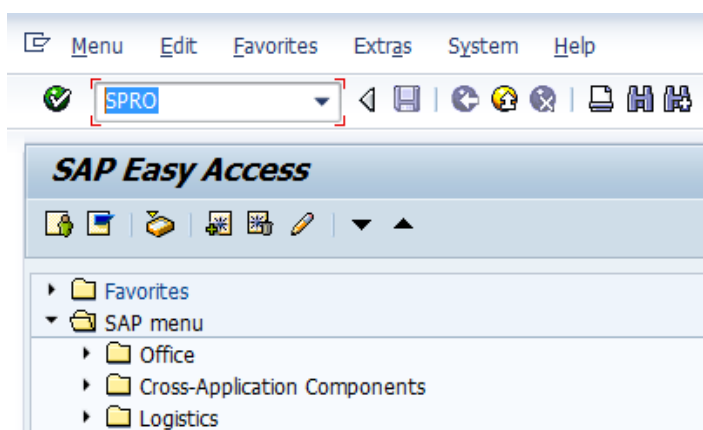 Menu Edit Favorites Extras System Help
SPRO
SAP Easy Access
Favorites
SAP menu
Office
Cross-Application Components
Logistics